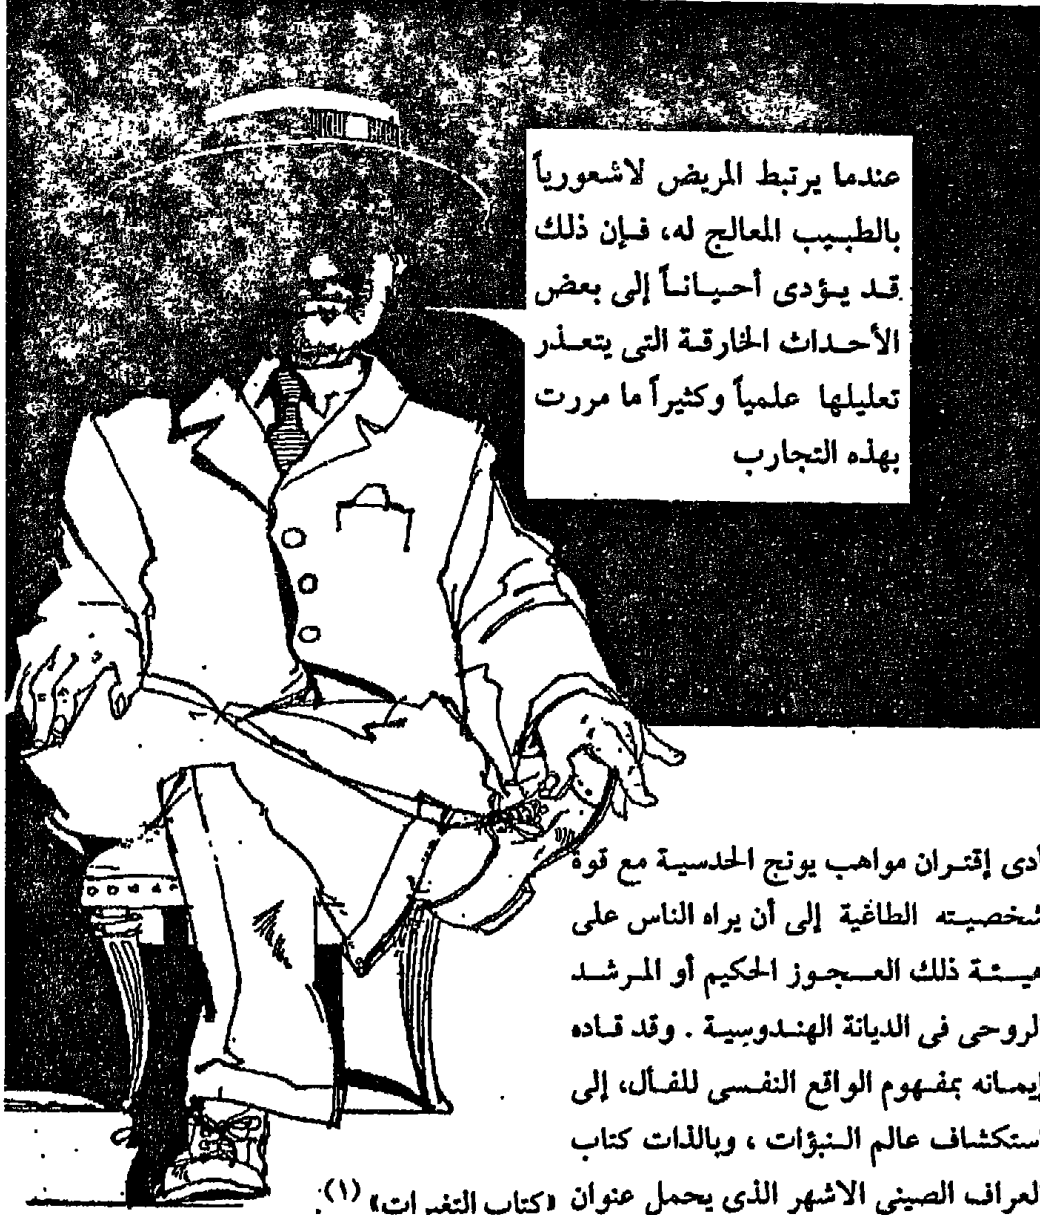 عندما يرتبط المريض لاشعورياً
بالطبيب المعالج له، فإن ذلك
قد يؤدى أحياناً إلى بعض
الأحداث الخارقة التى يتعذر
تعليلها علمياً وكثيراً ما مررت
بهذه التجارب
أدى إقتران مواهب يونج الحدسية مع قوة
شخصيته الطاغية إلى أن يراه الناس على
هيئة ذلك العجوز الحكيم أو المرشد
الروحى فى الديانة الهندوسية . وقد قاده
إيمانه بمفهوم الواقع النفسى للفأل، إلى
استكشاف عالم النبؤات ، وبالذات كتاب
العراف الصينى الاشهر الذى يحمل عنوان «كتاب التغيرات» (١).